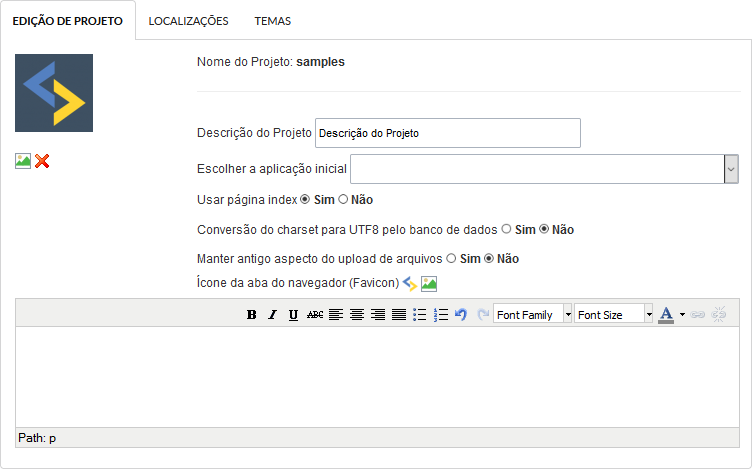 EDIÇÃO DE PROJETO LOCALIZAÇÕES TEMAS
Nome do Projeto: samples
Descrição do Projeto Descrição do Projeto
Escolher a aplicação inicial
Usar página index Sim Não
Conversão do charset para UTF8 pelo banco de dados Sim Não
Manter antigo aspecto do upload de arquivos Sim Não
Ícone da aba do navegador (Favicon)
B I U ABC Font Family Font Size A
Path: p